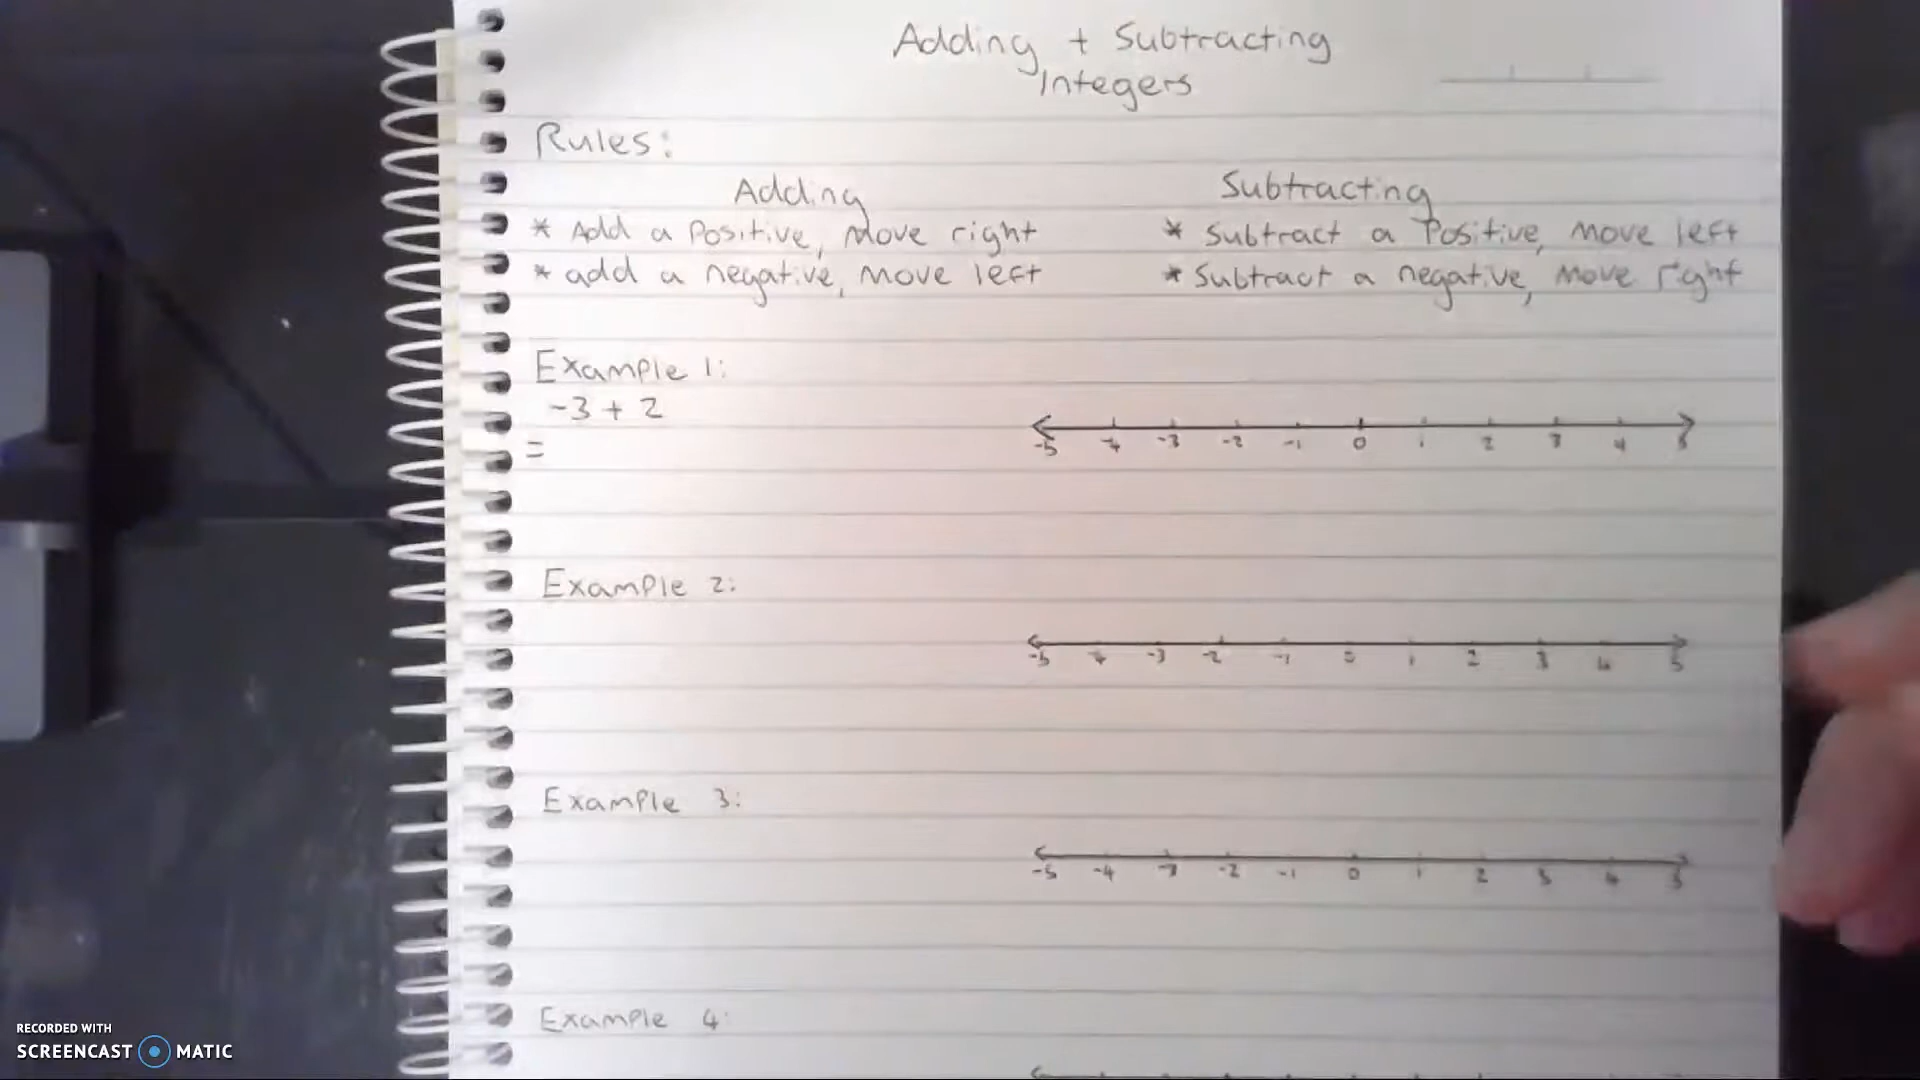 Adding + Subtracting
Integers
Rules:
Adding
* Add a Positive, Move right
* add a negative, Move left
Subtracting
* Subtract a Positive, Move left
* Subtract a negative, Move right
Example 1:
-3 + 2
=
-5 -4 -3 -2 -1 0 1 2 3 4 5
Example 2:
-5 -4 -3 -2 -1 0 1 2 3 4 5
Example 3:
-5 -4 -3 -2 -1 0 1 2 3 4 5
Example 4:
RECORDED WITH
SCREENCAST MATIC